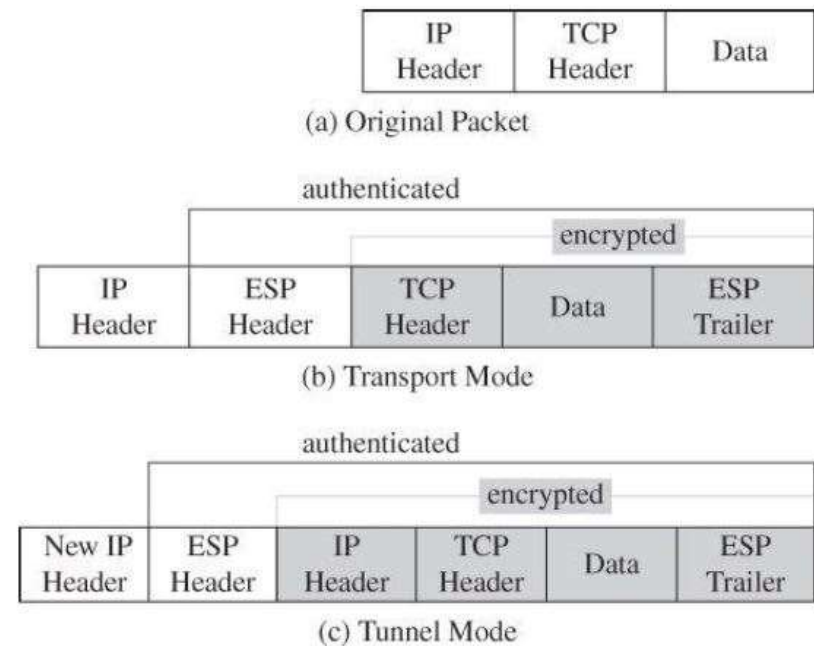 IP
Header
TCP
Header
Data
(a) Original Packet
authenticated
encrypted
IP
Header
ESP
Header
TCP
Header
Data
ESP
Trailer
(b) Transport Mode
authenticated
encrypted
New IP
Header
ESP
Header
IP
Header
TCP
Header
Data
ESP
Trailer
(c) Tunnel Mode